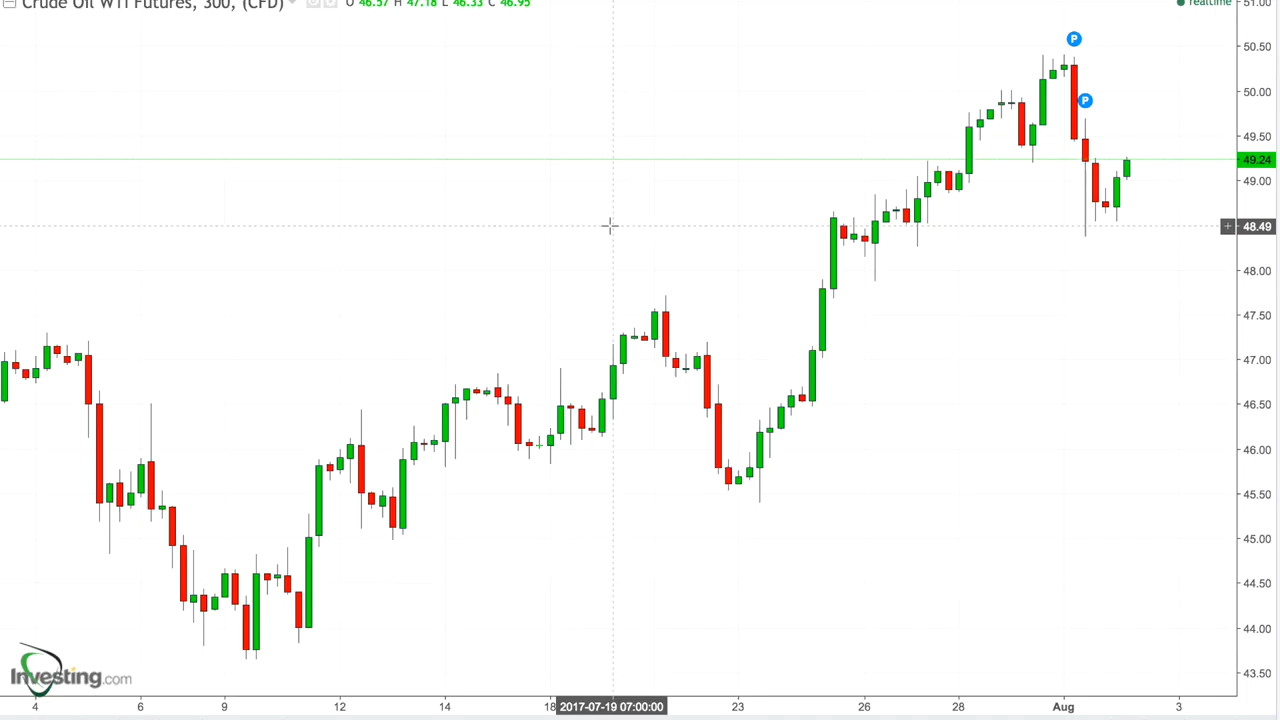 Crude Oil WTI Futures, 300, (CFD) O 46.57 H 47.18 L 46.33 C 46.95
realtime
51.00
50.50
50.00
49.50
49.24
49.00
48.49
48.00
47.50
47.00
46.50
46.00
45.50
45.00
44.50
44.00
43.50
P
P
Investing.com
4 6 9 12 14 18 2017-07-19 07:00:00 23 26 28 Aug 3